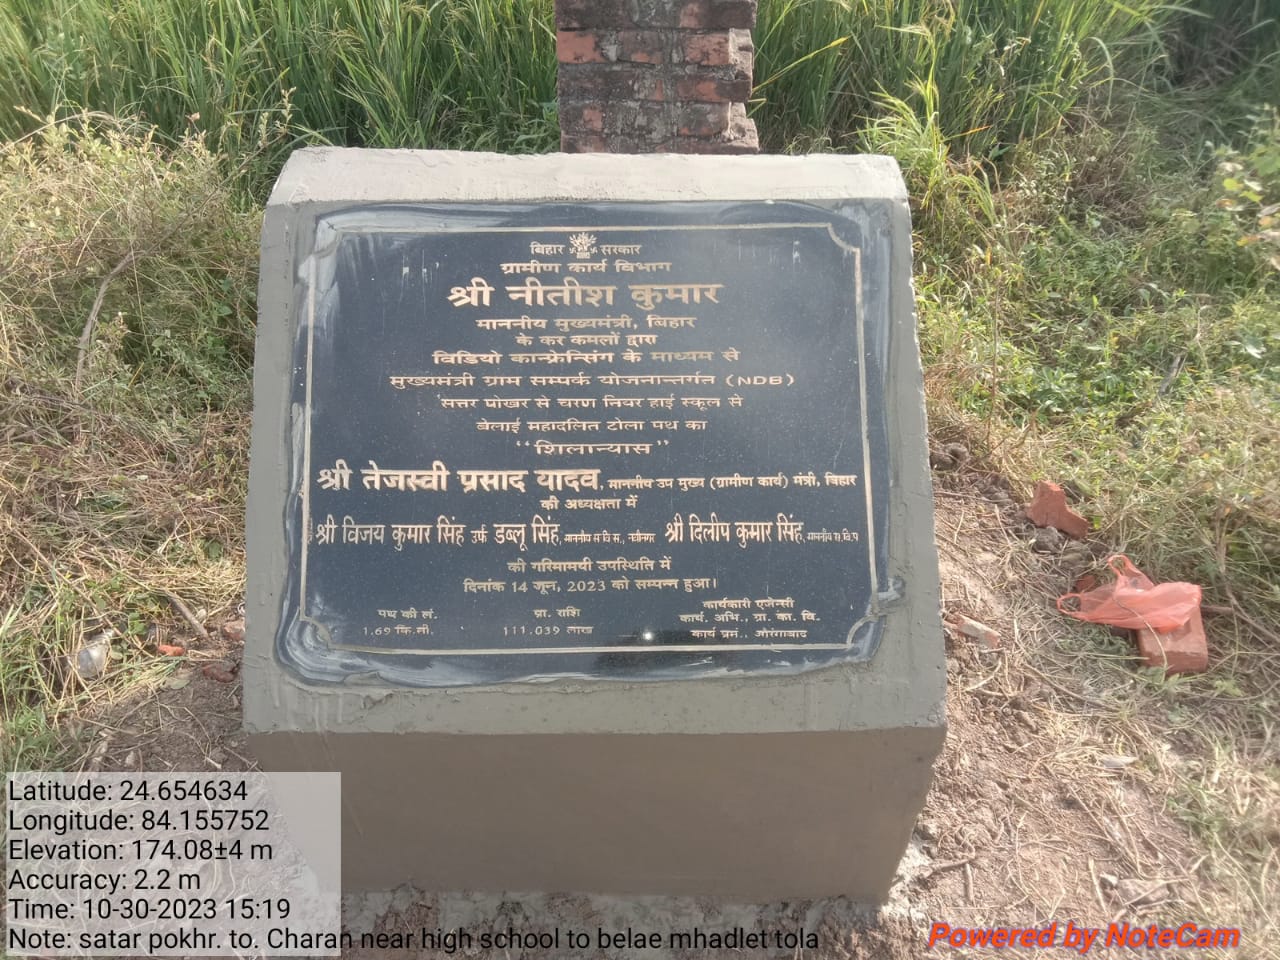 बिहार सरकार
ग्रामीण कार्य विभाग
श्री नीतीश कुमार
माननीय मुख्यमंत्री, बिहार
के कर कमलों द्वारा
विडियो कान्फ्रेन्सिंग के माध्यम से
मुख्यमंत्री ग्राम सम्पर्क योजनान्तर्गत (NDB)
सत्तर पोखर से चरण नियर हाई स्कूल से
बेलाई महादलित टोला पथ का
"शिलान्यास"
श्री तेजस्वी प्रसाद यादव, माननीय उप मुख्य (ग्रामीण कार्य) मंत्री, बिहार
की अध्यक्षता में
श्री विजय कुमार सिंह उर्फ डब्लू सिंह, माननीय स.वि.स., श्री दिलीप कुमार सिंह, माननीय स.वि.प
की गरिमामयी उपस्थिति में
दिनांक 14 जून, 2023 को सम्पन्न हुआ।
पथ की लं. प्रा. राशि कार्यकारी एजेन्सी
1.69 कि.मी. 111.039 लाख कार्य. अभि., ग्रा. का. वि.
कार्य प्रमं., औरंगाबाद
Latitude: 24.654634
Longitude: 84.155752
Elevation: 174.08±4 m
Accuracy: 2.2 m
Time: 10-30-2023 15:19
Note: satar pokhr. to. Charan near high school to belae mhadlet tola
Powered by NoteCam